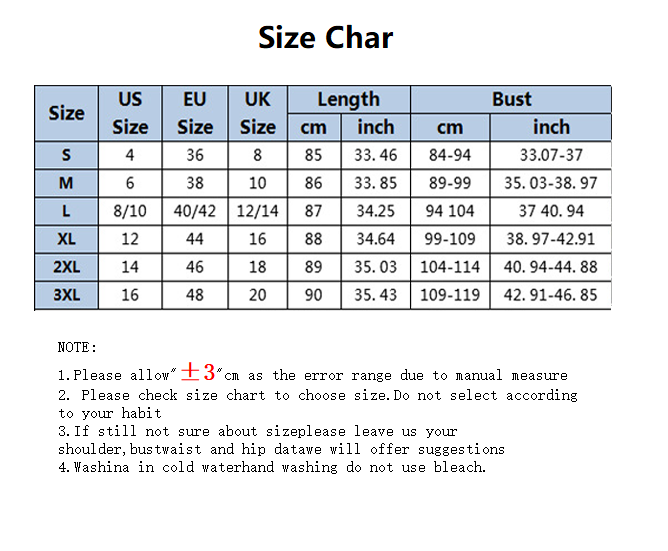 Size Char
Size US Size EU Size UK Size Length Bust
cm inch cm inch
S 4 36 8 85 33.46 84-94 33.07-37
M 6 38 10 86 33.85 89-99 35.03-38.97
L 8/10 40/42 12/14 87 34.25 94 104 37 40.94
XL 12 44 16 88 34.64 99-109 38.97-42.91
2XL 14 46 18 89 35.03 104-114 40.94-44.88
3XL 16 48 20 90 35.43 109-119 42.91-46.85
NOTE:
1.Please allow"±3"cm as the error range due to manual measure
2. Please check size chart to choose size.Do not select according
to your habit
3.If still not sure about sizeplease leave us your
shoulder,bustwaist and hip datawe will offer suggestions
4.Washina in cold waterhand washing do not use bleach.